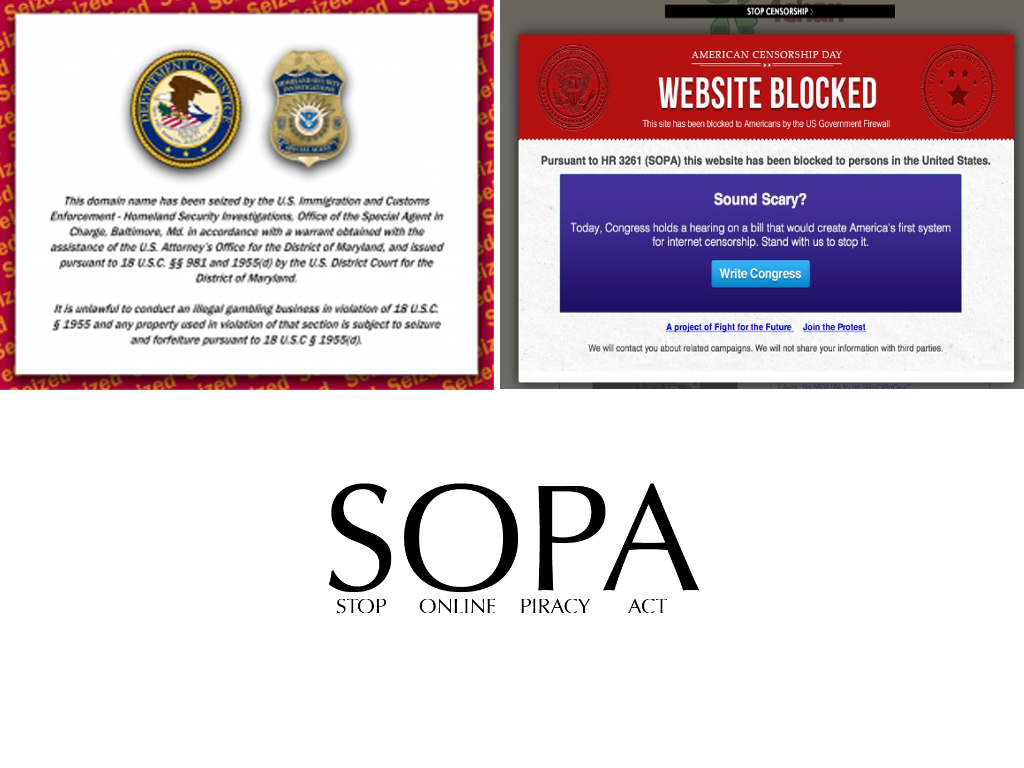 Seized
DEPARTMENT OF JUSTICE
HOMELAND SECURITY
INVESTIGATIONS
SPECIAL AGENT
This domain name has been seized by the U.S. Immigration and Customs
Enforcement - Homeland Security Investigations, Office of the Special Agent in
Charge, Baltimore, Md. in accordance with a warrant obtained with the
assistance of the U.S. Attorney's Office for the District of Maryland, and issued
pursuant to 18 U.S.C. §§ 981 and 1955(d) by the U.S. District Court for the
District of Maryland.
It is unlawful to conduct an illegal gambling business in violation of 18 U.S.C.
§ 1955 and any property used in violation of that section is subject to seizure
and forfeiture pursuant to 18 U.S.C § 1955(d).
Seized Seized Seized Seized Seized
STOP CENSORSHIP
AMERICAN CENSORSHIP DAY
WEBSITE BLOCKED
This site has been blocked to Americans by the US Government Firewall
Pursuant to HR 3261 (SOPA) this website has been blocked to persons in the United States.
Sound Scary?
Today, Congress holds a hearing on a bill that would create America's first system
for internet censorship. Stand with us to stop it.
Write Congress
A project of Fight for the Future Join the Protest
We will contact you about related campaigns. We will not share your information with third parties.
SOPA
STOP ONLINE PIRACY ACT